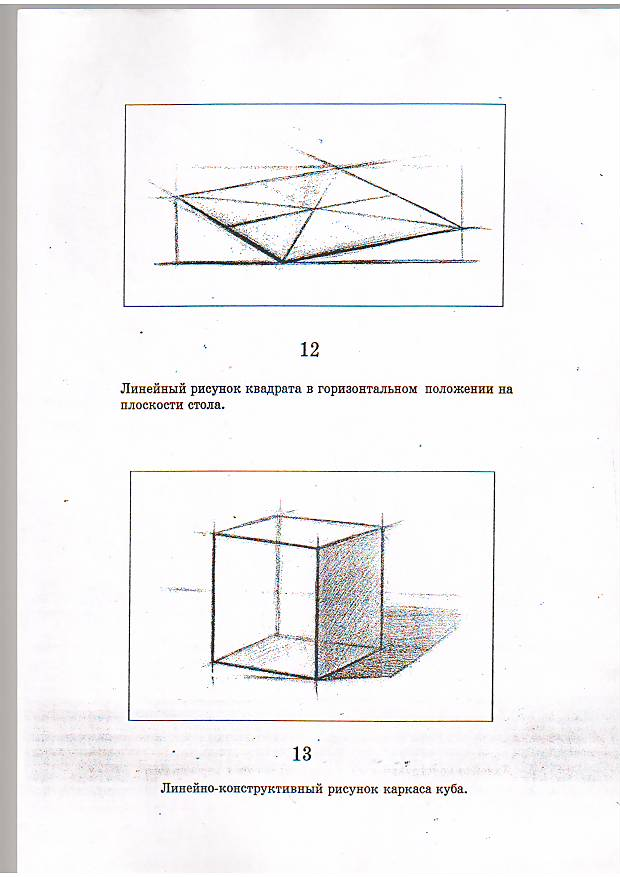 12
Линейный рисунок квадрата в горизонтальном положении на
плоскости стола.
13
Линейно-конструктивный рисунок каркаса куба.